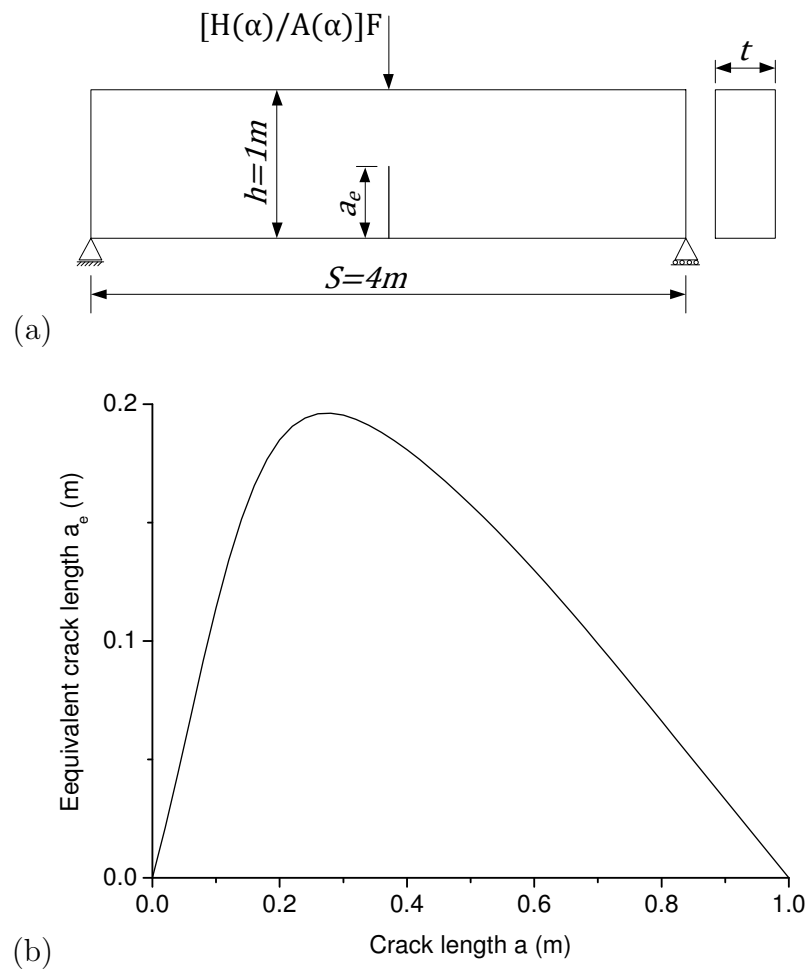 [H(α)/A(α)]F
t
h=1m
a_e
S=4m
(a)
0.2
0.1
0.0
Eequivalent crack length a_e (m)
0.0 0.2 0.4 0.6 0.8 1.0
Crack length a (m)
(b)